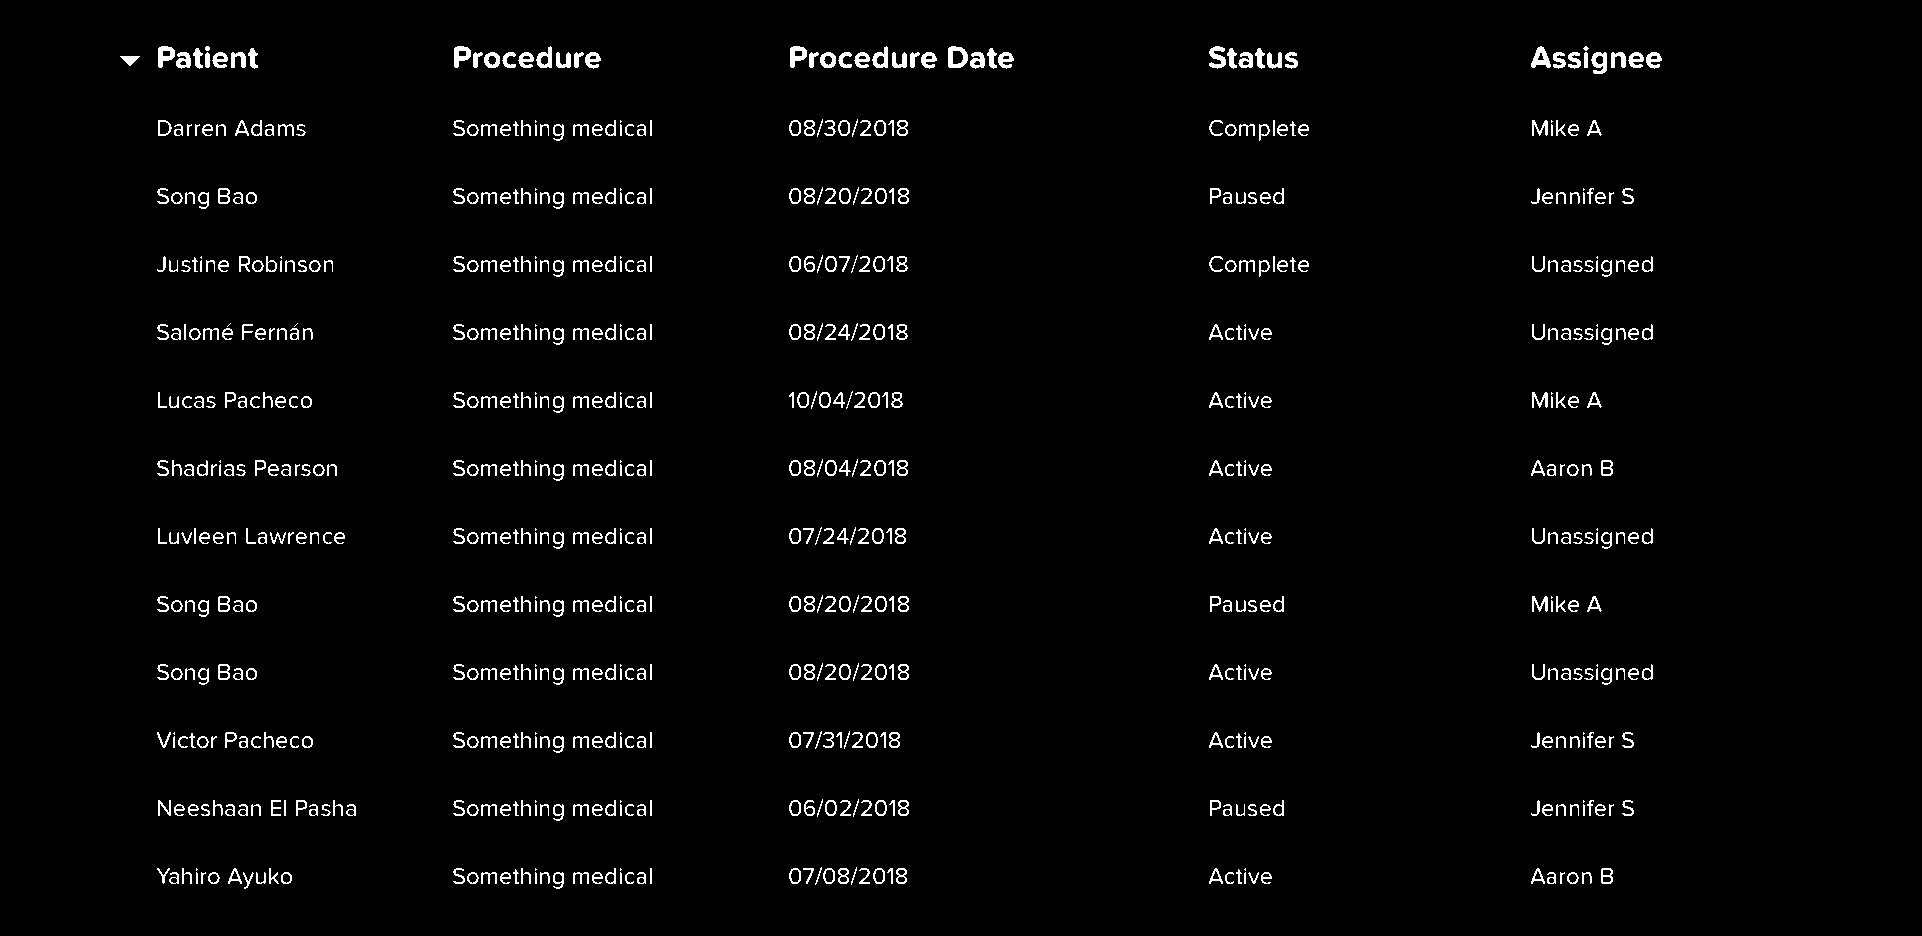 Patient Procedure Procedure Date Status Assignee
Darren Adams Something medical 08/30/2018 Complete Mike A
Song Bao Something medical 08/20/2018 Paused Jennifer S
Justine Robinson Something medical 06/07/2018 Complete Unassigned
Salomé Fernán Something medical 08/24/2018 Active Unassigned
Lucas Pacheco Something medical 10/04/2018 Active Mike A
Shadrias Pearson Something medical 08/04/2018 Active Aaron B
Luvleen Lawrence Something medical 07/24/2018 Active Unassigned
Song Bao Something medical 08/20/2018 Paused Mike A
Song Bao Something medical 08/20/2018 Active Unassigned
Victor Pacheco Something medical 07/31/2018 Active Jennifer S
Neeshaan El Pasha Something medical 06/02/2018 Paused Jennifer S
Yahiro Ayuko Something medical 07/08/2018 Active Aaron B